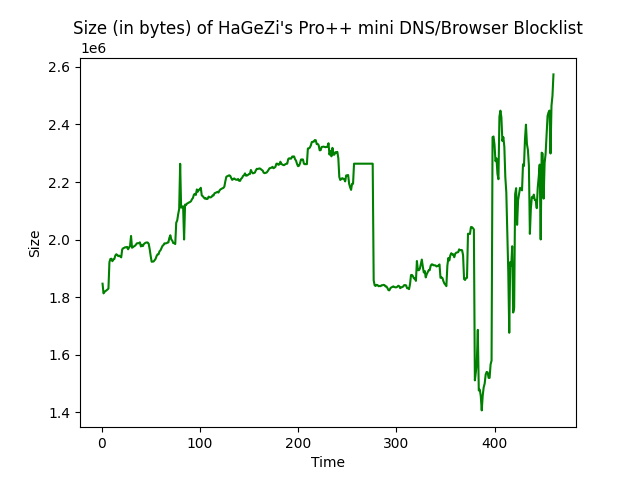 Size (in bytes) of HaGeZi's Pro++ mini DNS/Browser Blocklist
1e6
2.6
2.4
2.2
2.0
1.8
1.6
1.4
Size
0 100 200 300 400
Time